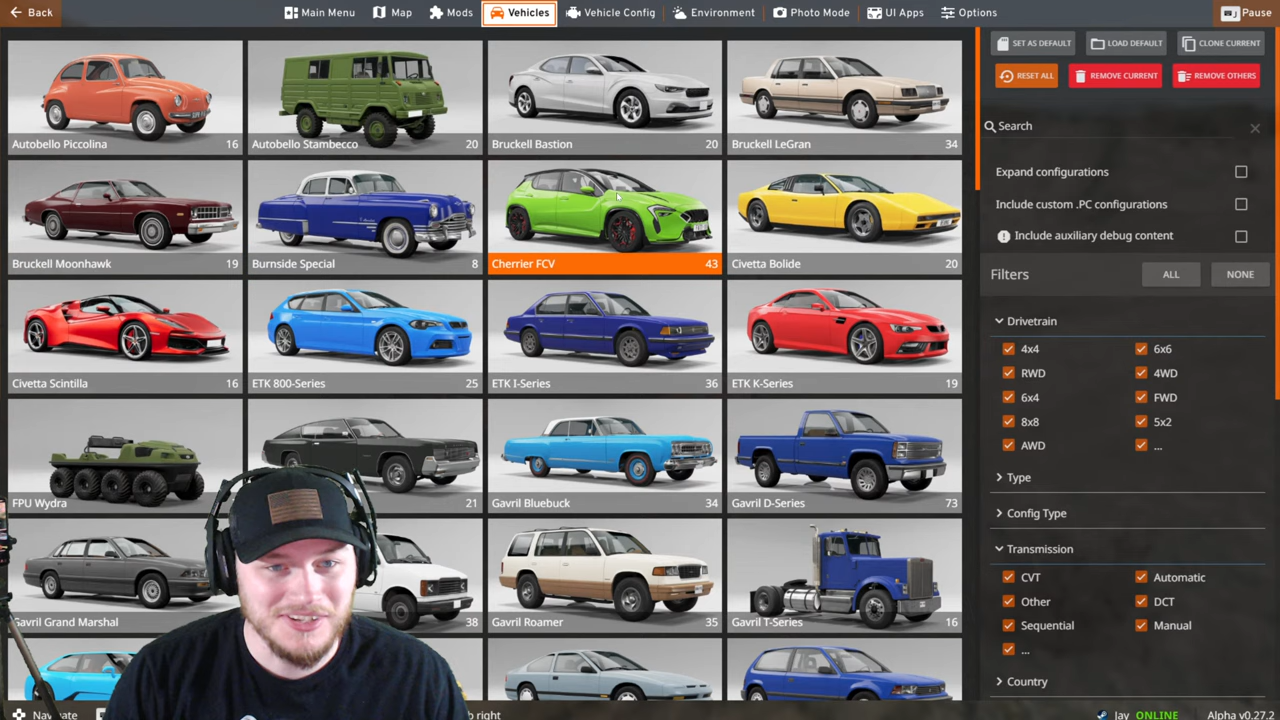 Back
Main Menu
Map
Mods
Vehicles
Vehicle Config
Environment
Photo Mode
UI Apps
Options
Pause
Autobello Piccolina 16
Autobello Stambecco 20
Bruckell Bastion 20
Bruckell LeGran 34
Bruckell Moonhawk 19
Burnside Special 8
Cherrier FCV 43
Civetta Bolide 20
Civetta Scintilla 16
ETK 800-Series 25
ETK I-Series 36
ETK K-Series 19
FPU Wydra
21
Gavril Bluebuck 34
Gavril D-Series 73
Gavril Grand Marshal
38
Gavril Roamer 35
Gavril T-Series 16
Navigate
right
SET AS DEFAULT
LOAD DEFAULT
CLONE CURRENT
RESET ALL
REMOVE CURRENT
REMOVE OTHERS
Search
Expand configurations
Include custom .PC configurations
Include auxiliary debug content
Filters
ALL
NONE
Drivetrain
4x4 6x6
RWD 4WD
6x4 FWD
8x8 5x2
AWD ...
Type
Config Type
Transmission
CVT Automatic
Other DCT
Sequential Manual
...
Country
Jay ONLINE Alpha v0.27.2